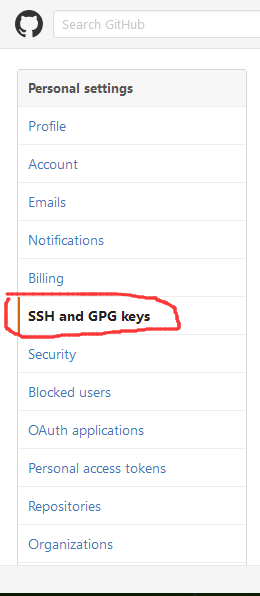 Search GitHub
Personal settings
Profile
Account
Emails
Notifications
Billing
SSH and GPG keys
Security
Blocked users
OAuth applications
Personal access tokens
Repositories
Organizations